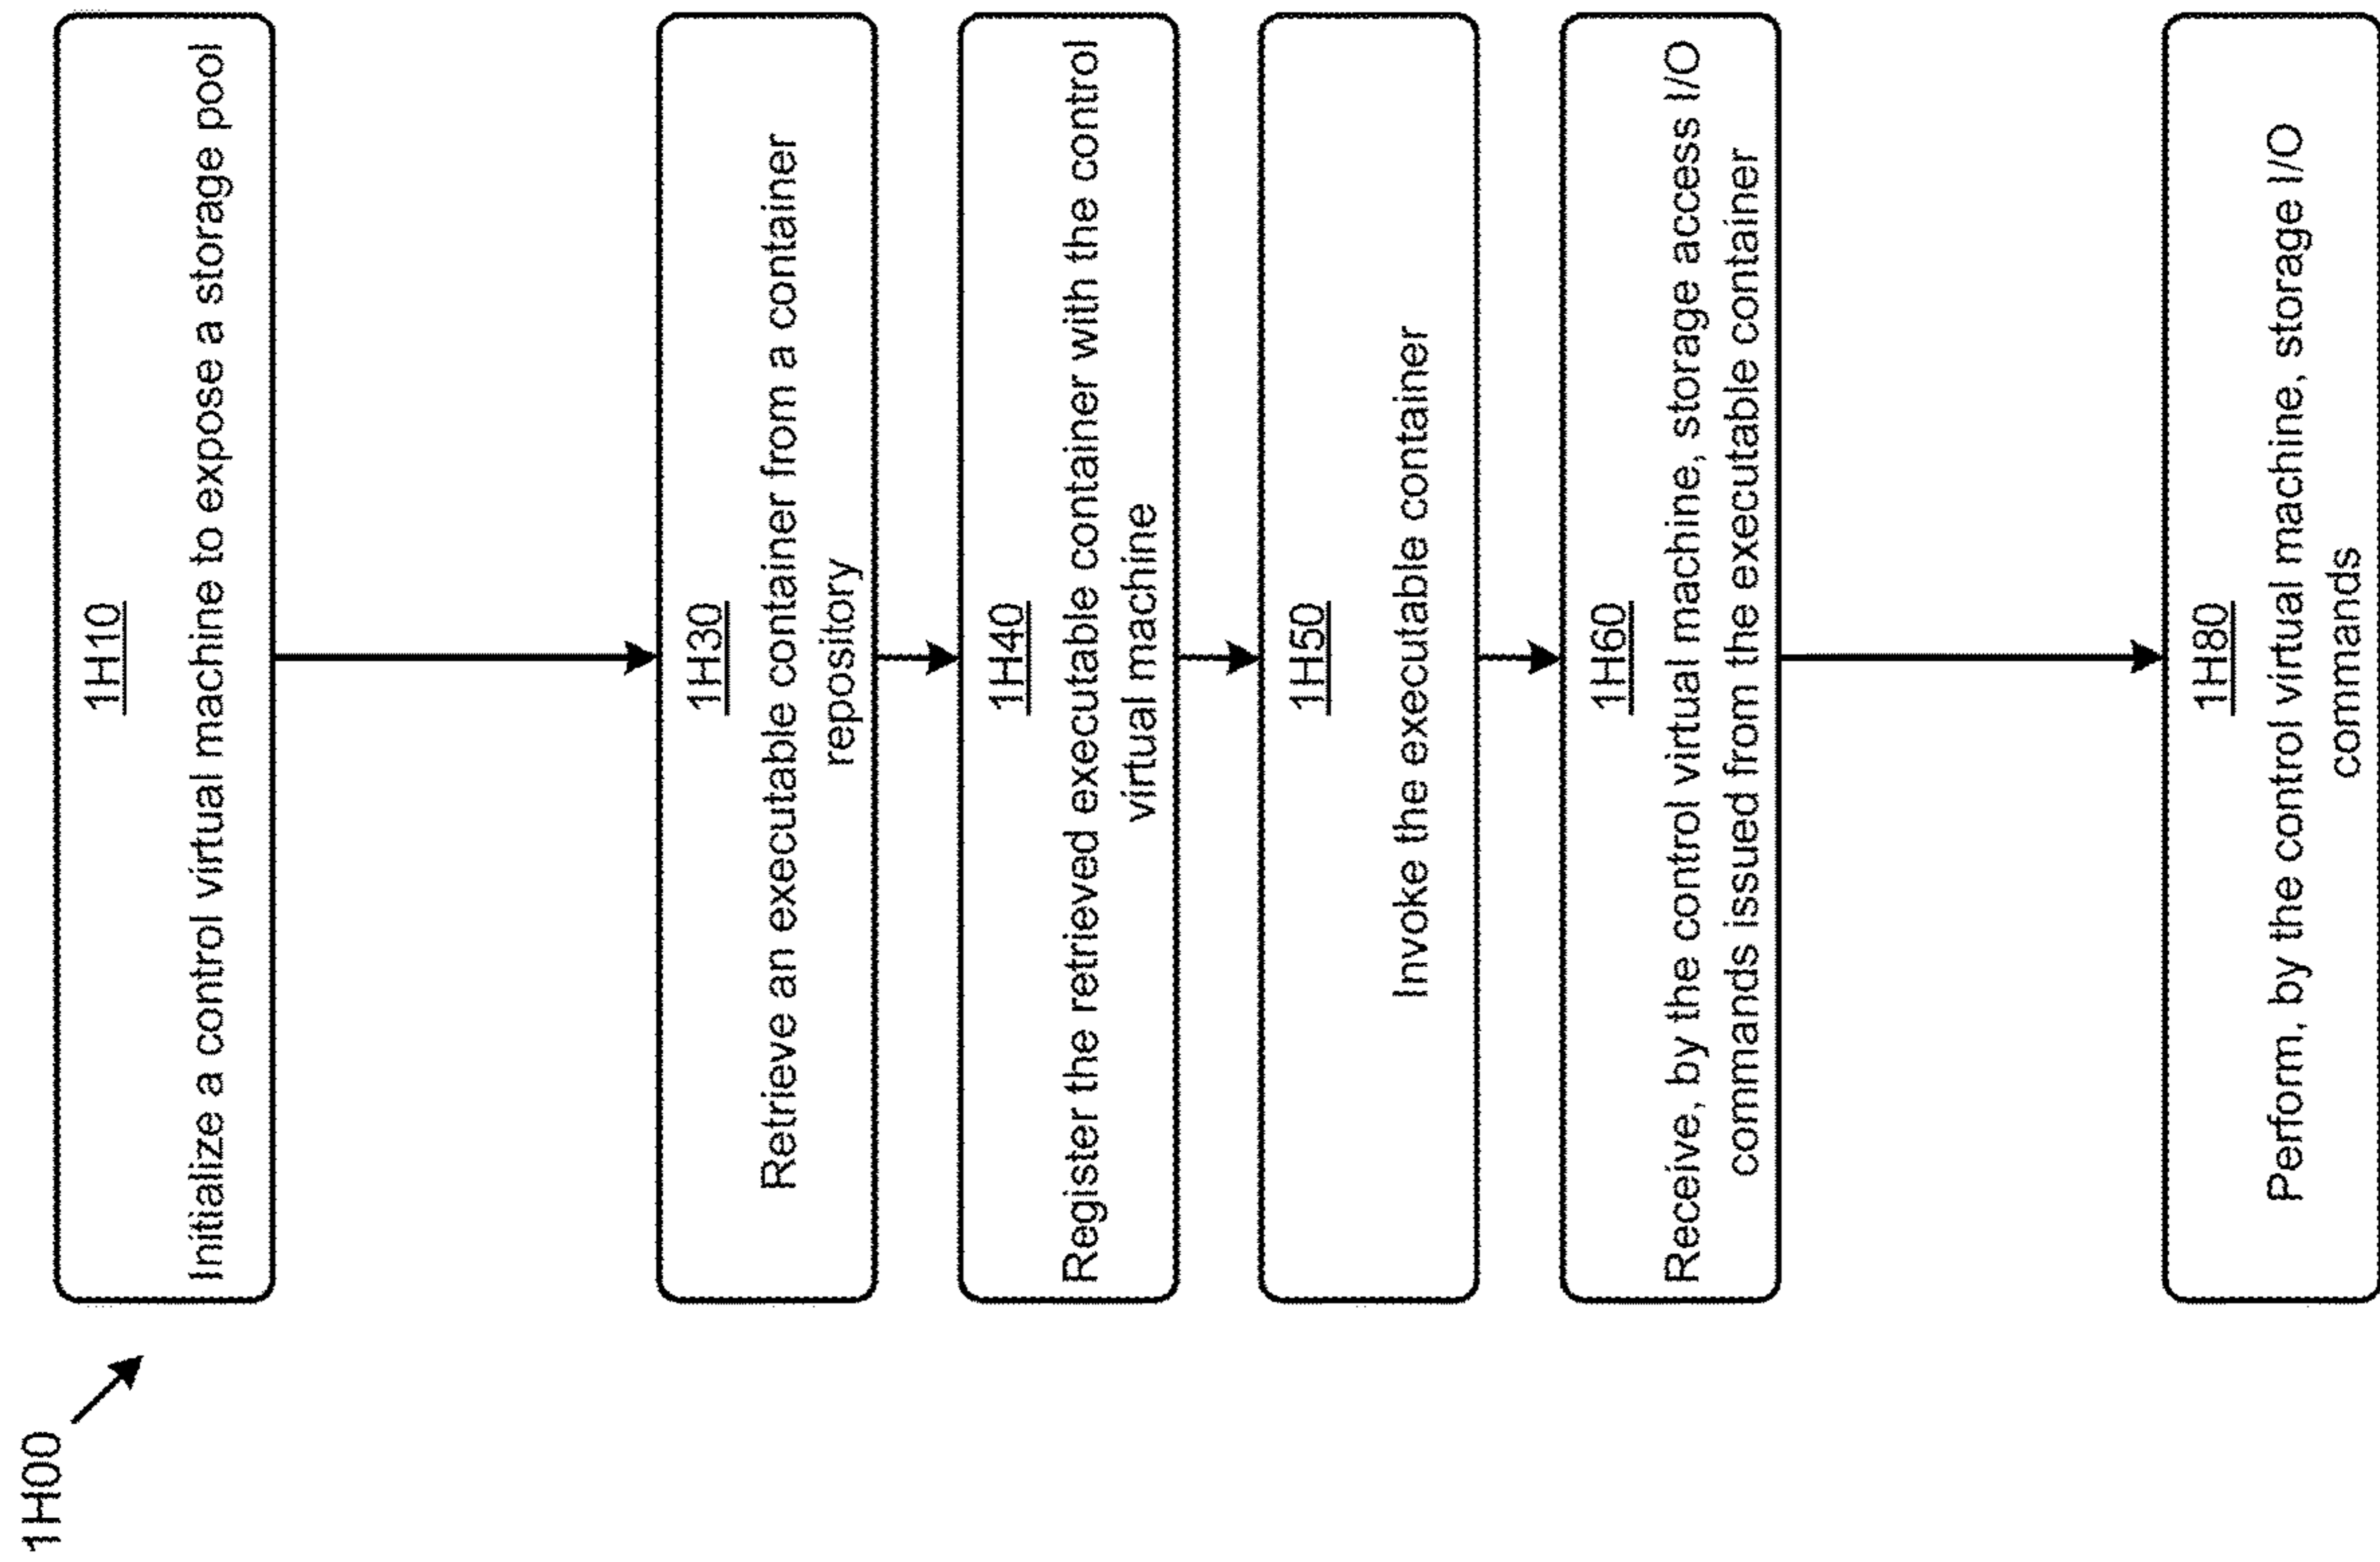 1H00
1H10
Initialize a control virtual machine to expose a storage pool
1H30
Retrieve an executable container from a container
repository
1H40
Register the retrieved executable container with the control
virtual machine
1H50
Invoke the executable container
1H60
Receive, by the control virtual machine, storage access I/O
commands issued from the executable container
1H80
Perfom, by the control virtual machine, storage I/O
commands